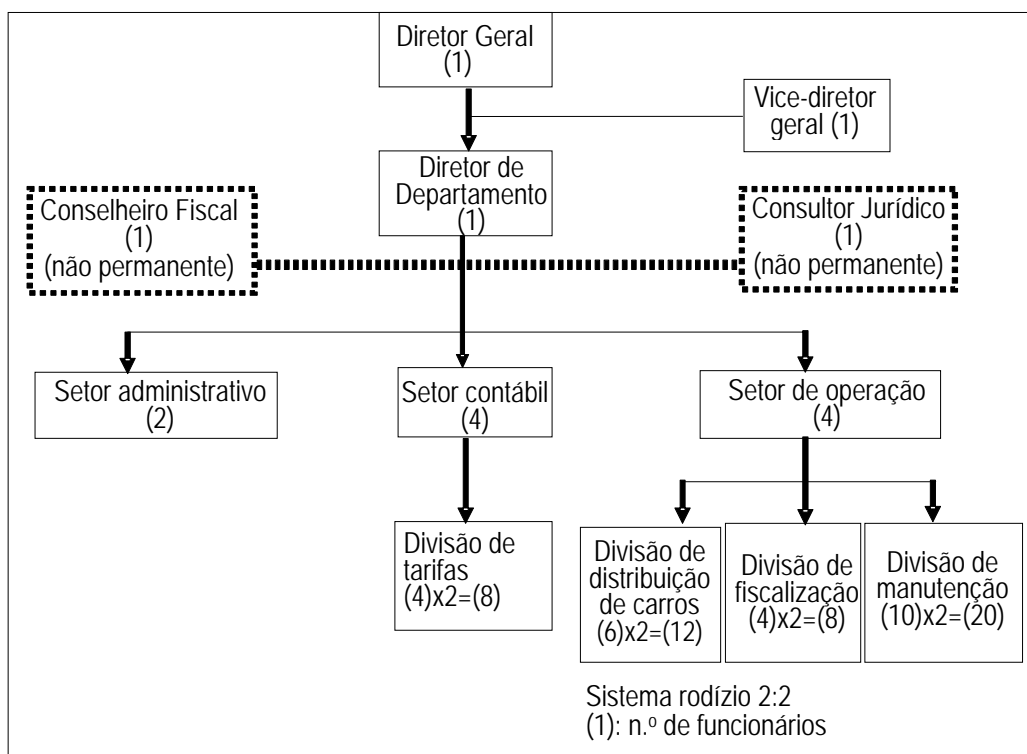 Diretor Geral
(1)
Vice-diretor
geral (1)
Diretor de
Departamento
(1)
Conselheiro Fiscal
(1)
(não permanente)
Consultor Jurídico
(1)
(não permanente)
Setor administrativo
(2)
Setor contábil
(4)
Setor de operação
(4)
Divisão de
tarifas
(4)x2=(8)
Divisão de
distribuição
de carros
(6)x2=(12)
Divisão de
fiscalização
(4)x2=(8)
Divisão de
manutenção
(10)x2=(20)
Sistema rodízio 2:2
(1): n.º de funcionários